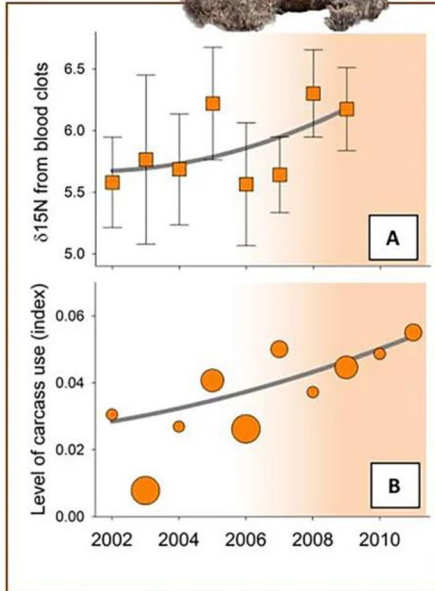 δ15N from blood clots
6.5
6.0
5.5
5.0
A
Level of carcass use (index)
0.06
0.04
0.02
0.00
B
2002 2004 2006 2008 2010